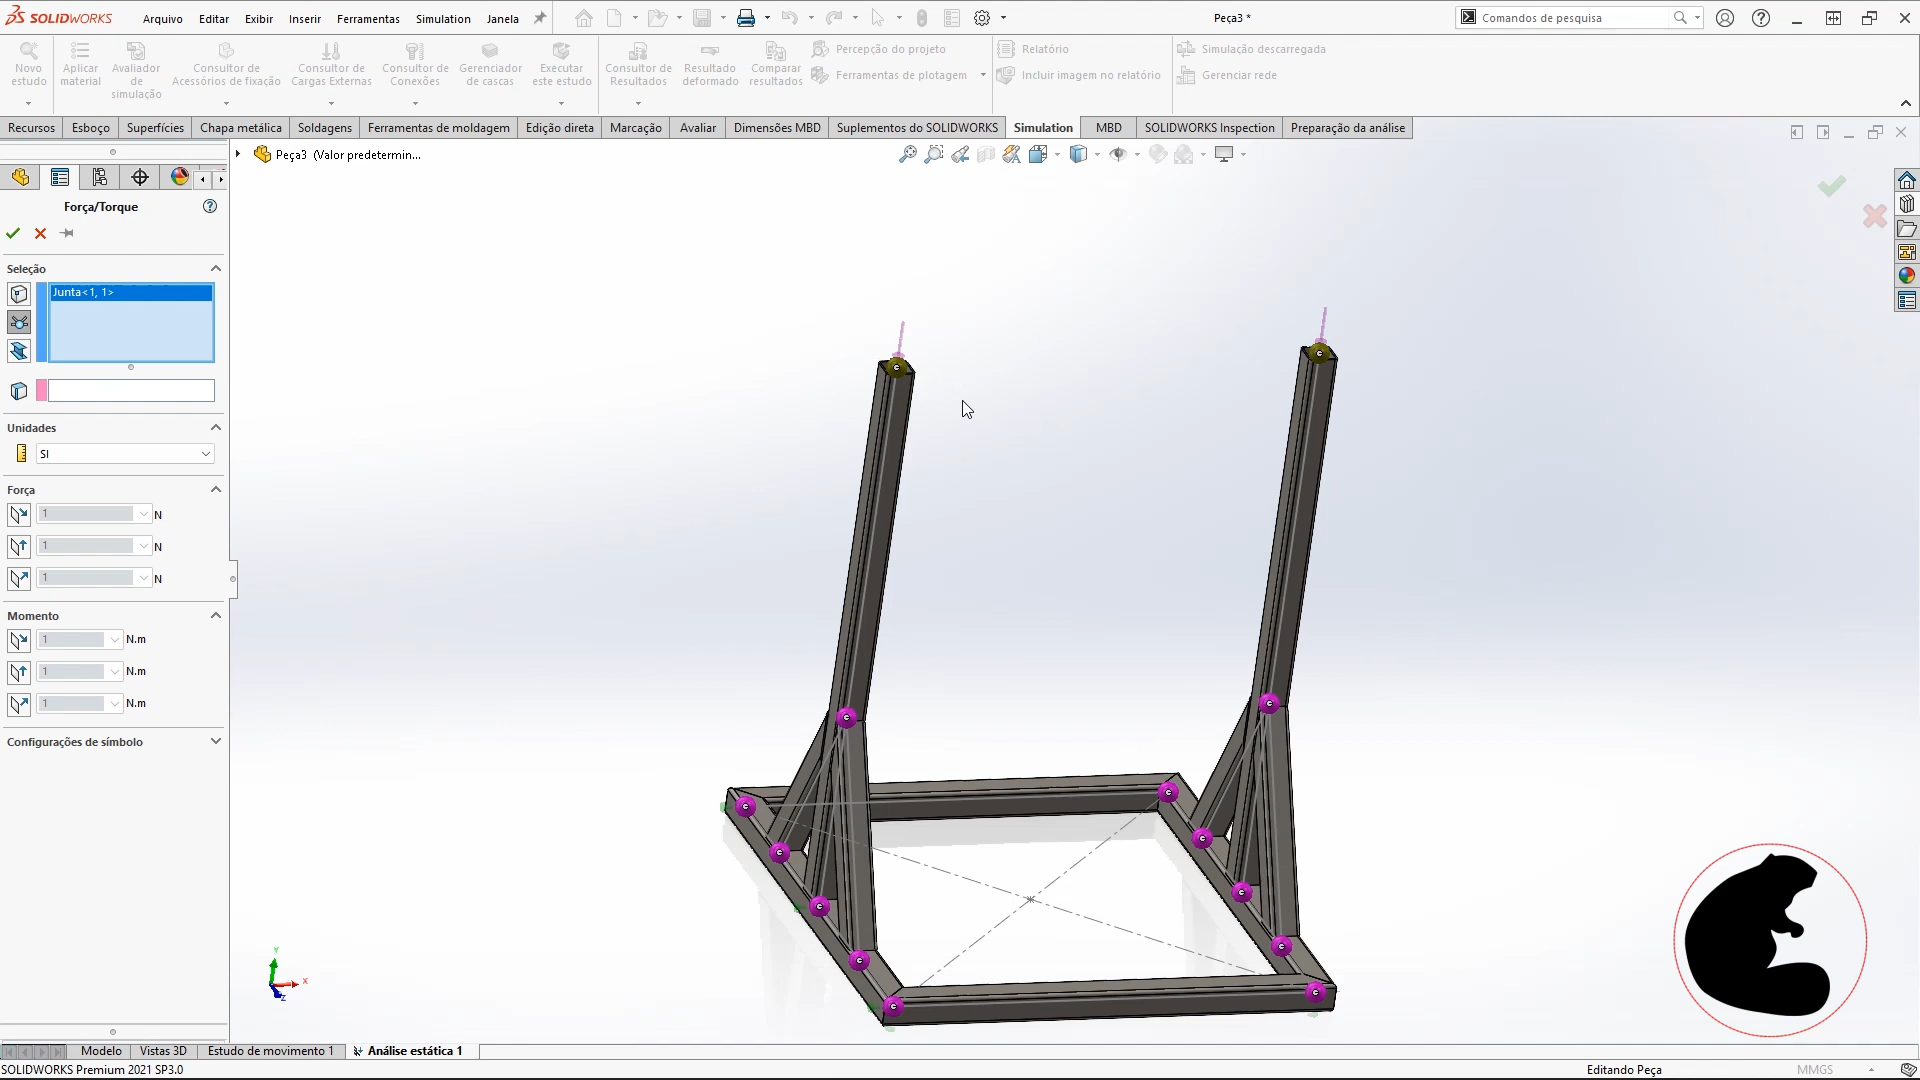 SOLIDWORKS
Arquivo
Editar
Exibir
Inserir
Ferramentas
Simulation
Janela
Peça3 *
Comandos de pesquisa
Novo estudo
Aplicar material
Avaliador de simulação
Consultor de Acessórios de fixação
Consultor de Cargas Externas
Consultor de Conexões
Gerenciador de cascas
Executar este estudo
Consultor de Resultados
Resultado deformado
Comparar resultados
Percepção do projeto
Ferramentas de plotagem
Relatório
Incluir imagem no relatório
Simulação descarregada
Gerenciar rede
Recursos
Esboço
Superfícies
Chapa metálica
Soldagens
Ferramentas de moldagem
Edição direta
Marcação
Avaliar
Dimensões MBD
Suplementos do SOLIDWORKS
Simulation
MBD
SOLIDWORKS Inspection
Preparação da análise
Peça3 (Valor predetermin...
Força/Torque
Seleção
Junta<1, 1>
Unidades
SI
Força
1 N
1 N
1 N
Momento
1 N.m
1 N.m
1 N.m
Configurações de símbolo
Y
X
Z
Modelo
Vistas 3D
Estudo de movimento 1
Análise estática 1
SOLIDWORKS Premium 2021 SP3.0
Editando Peça
MMGS